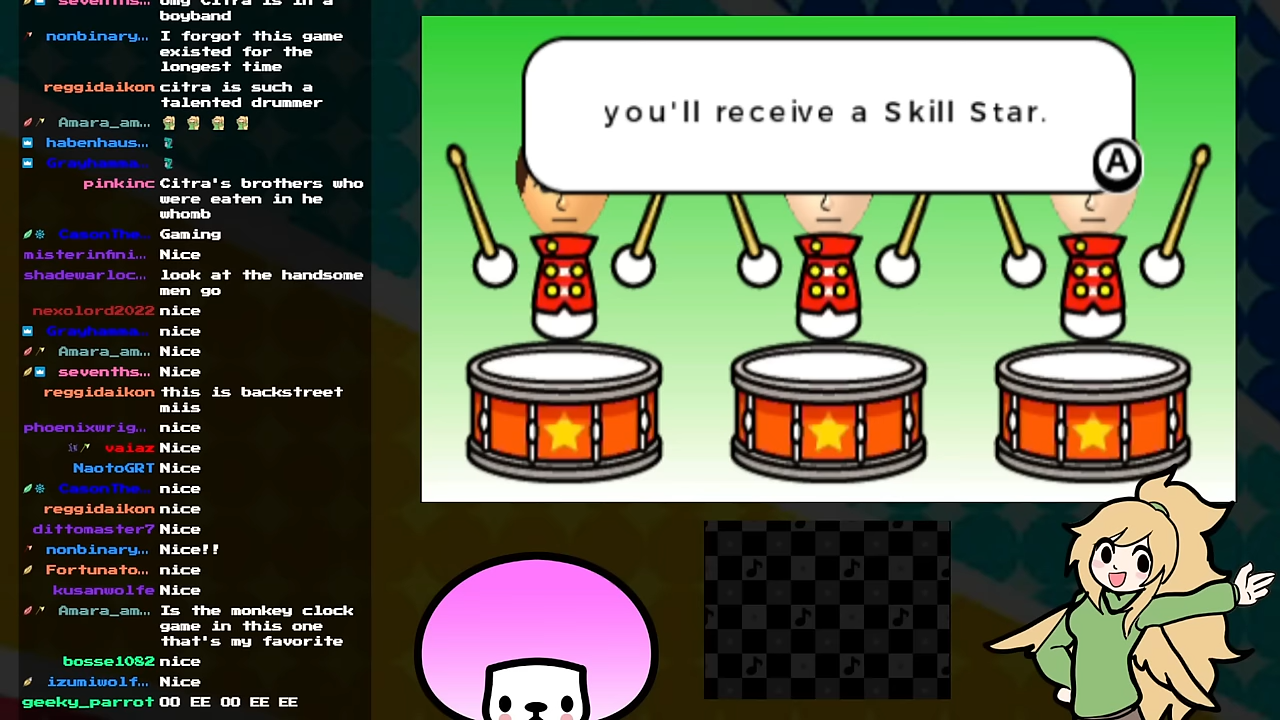 boyband
nonbinary… I forgot this game
existed for the
longest time
reggidaikon citra is such a
talented drummer
Amara_am…
habenhaus…
Grayhamma…
pinkinc Citra's brothers who
were eaten in he
whomb
CasonThe… Gaming
misterinfini… Nice
shadewarloc… look at the handsome
men go
nexolord2022 nice
Grayhamma… nice
Amara_am… Nice
sevenths… Nice
reggidaikon this is backstreet
miis
phoenixwrig… nice
vaiaz Nice
NaotoGRT Nice
CasonThe… nice
reggidaikon nice
dittomaster7 Nice
nonbinary… Nice!!
Fortunato… nice
kusanwolfe Nice
Amara_am… Is the monkey clock
game in this one
that's my favorite
bosse1082 nice
izumiwolf… Nice
geeky_parrot OO EE OO EE EE
you'll receive a Skill Star.
A